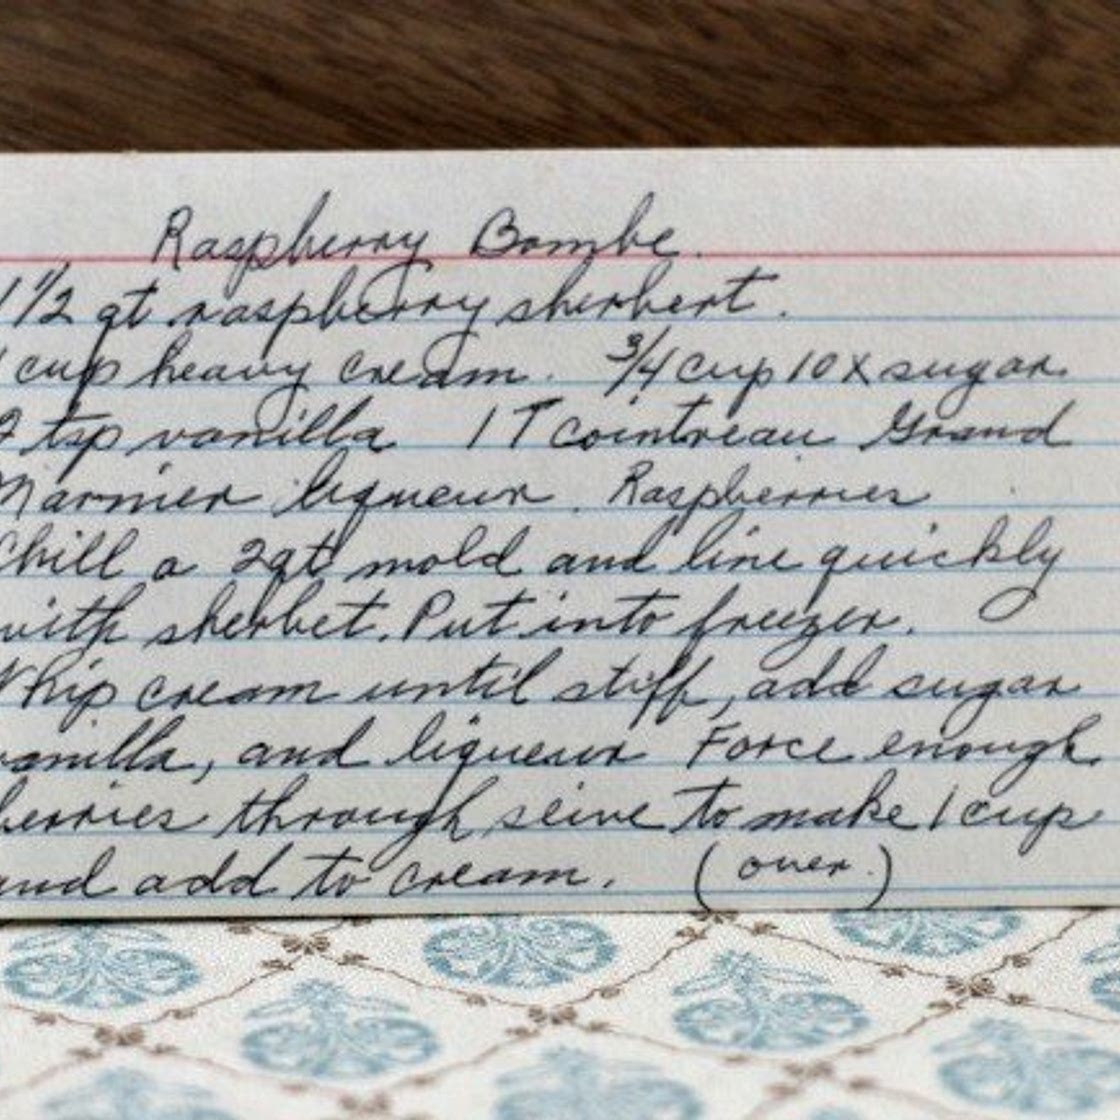 Raspberry Bombe.
1 1/2 qt raspberry sherbert.
1 cup heavy cream. 3/4 cup 10X sugar.
2 tsp vanilla 1 T Cointreau Grand
Marnier liqueur. Raspberries
Chill a 2qt mold and line quickly
with sherbet. Put into freezer.
Whip cream until stiff, add sugar
vanilla, and liqueur Force enough
berries through seive to make 1 cup
and add to cream. (over.)